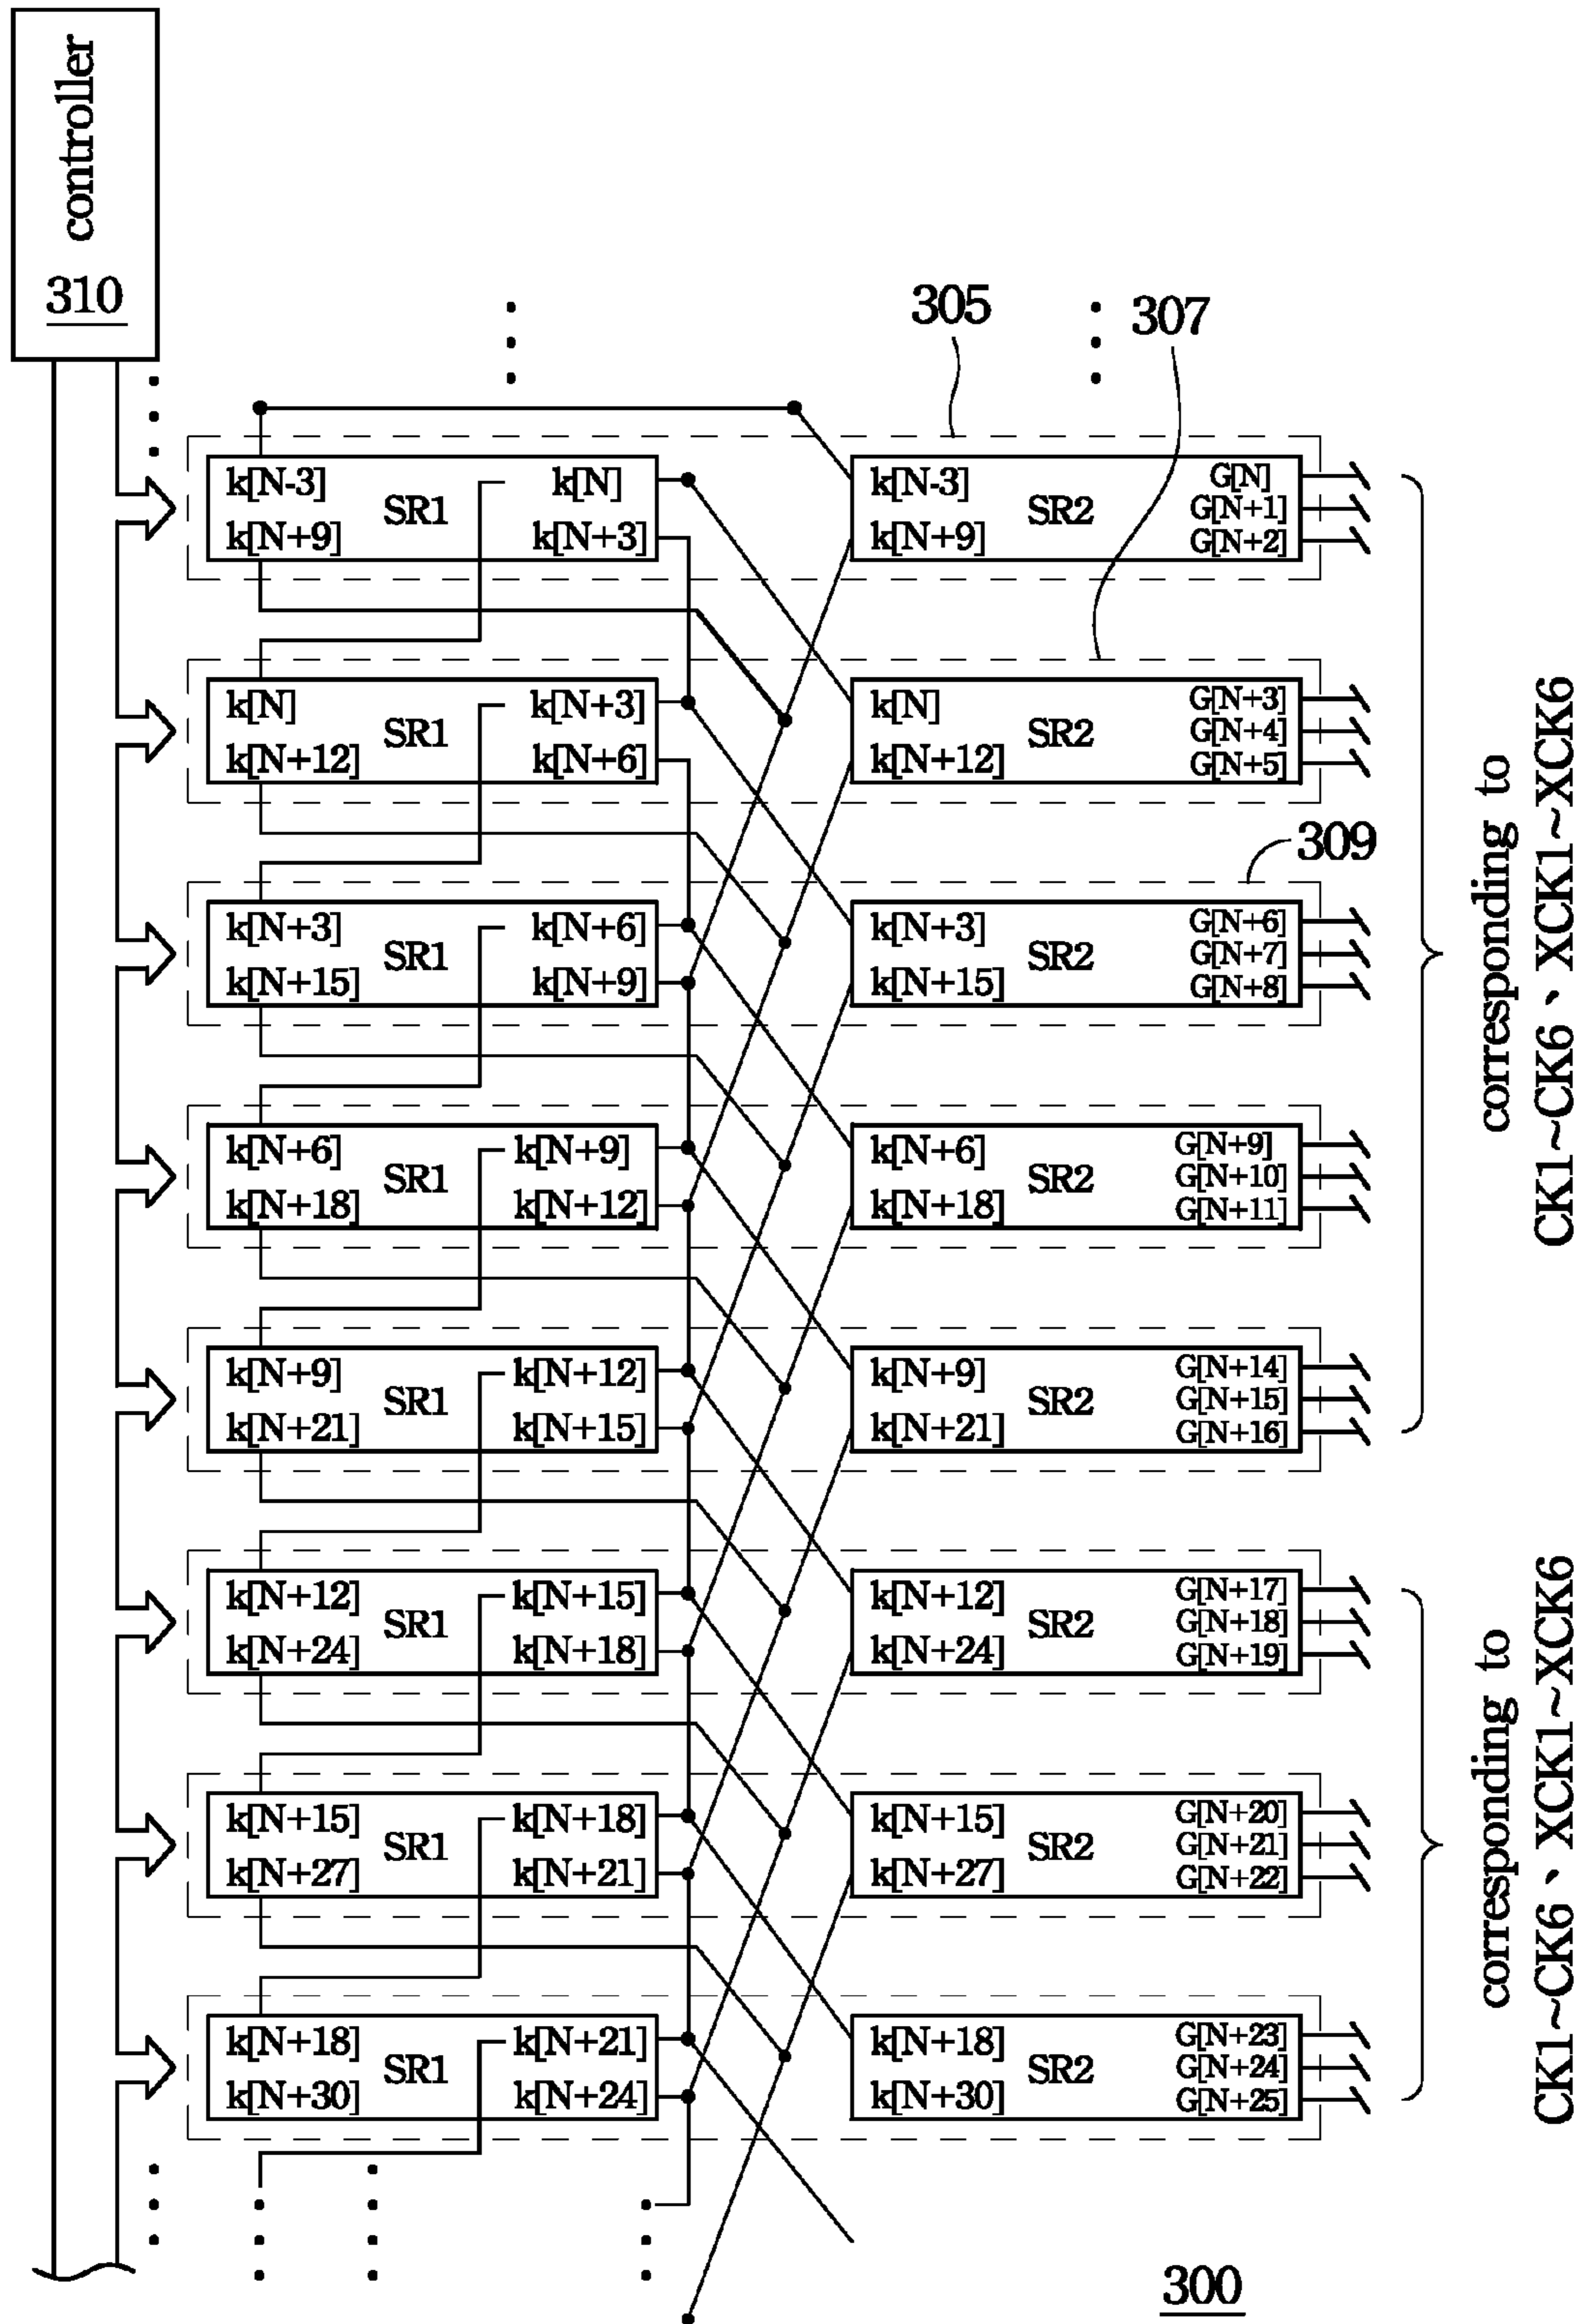 controller
310
305
307
k[N-3]
SR1
k[N]
k[N+9]
k[N+3]
k[N-3]
SR2
G[N]
k[N+9]
G[N+1]
G[N+2]
k[N]
SR1
k[N+3]
k[N+12]
k[N+6]
k[N]
SR2
G[N+3]
k[N+12]
G[N+4]
G[N+5]
309
k[N+3]
SR1
k[N+6]
k[N+15]
k[N+9]
k[N+3]
SR2
G[N+6]
k[N+15]
G[N+7]
G[N+8]
k[N+6]
SR1
k[N+9]
k[N+18]
k[N+12]
k[N+6]
SR2
G[N+9]
k[N+18]
G[N+10]
G[N+11]
k[N+9]
SR1
k[N+12]
k[N+21]
k[N+15]
k[N+9]
SR2
G[N+14]
k[N+21]
G[N+15]
G[N+16]
corresponding to
CK1~CK6、XCK1~XCK6
k[N+12]
SR1
k[N+15]
k[N+24]
k[N+18]
k[N+12]
SR2
G[N+17]
k[N+24]
G[N+18]
G[N+19]
k[N+15]
SR1
k[N+18]
k[N+27]
k[N+21]
k[N+15]
SR2
G[N+20]
k[N+27]
G[N+21]
G[N+22]
k[N+18]
SR1
k[N+21]
k[N+30]
k[N+24]
k[N+18]
SR2
G[N+23]
k[N+30]
G[N+24]
G[N+25]
corresponding to
CK1~CK6、XCK1~XCK6
300